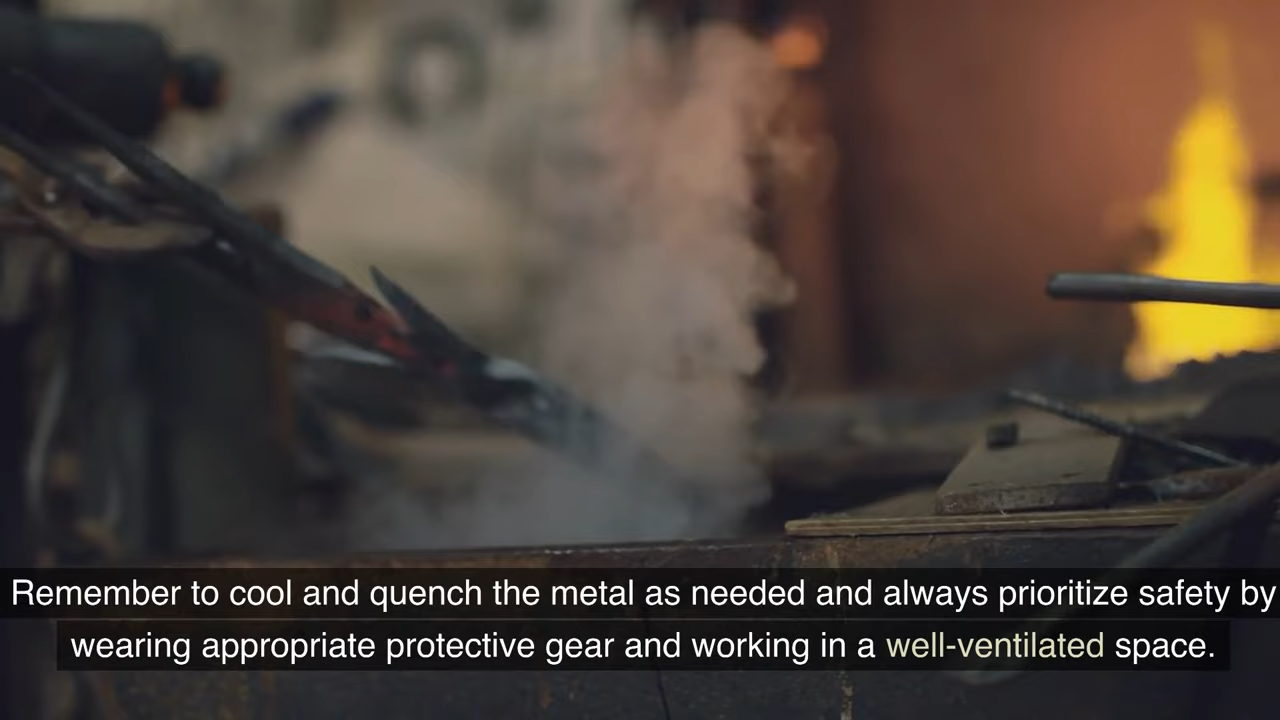 Remember to cool and quench the metal as needed and always prioritize safety by
wearing appropriate protective gear and working in a well-ventilated space.